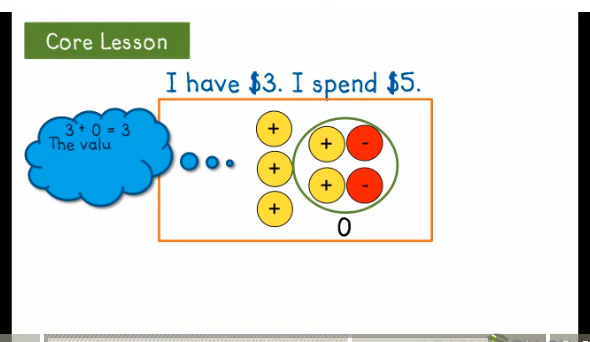 Core Lesson
I have $3. I spend $5.
3 + 0 = 3
The valu
+
+ -
+
+ -
+
0